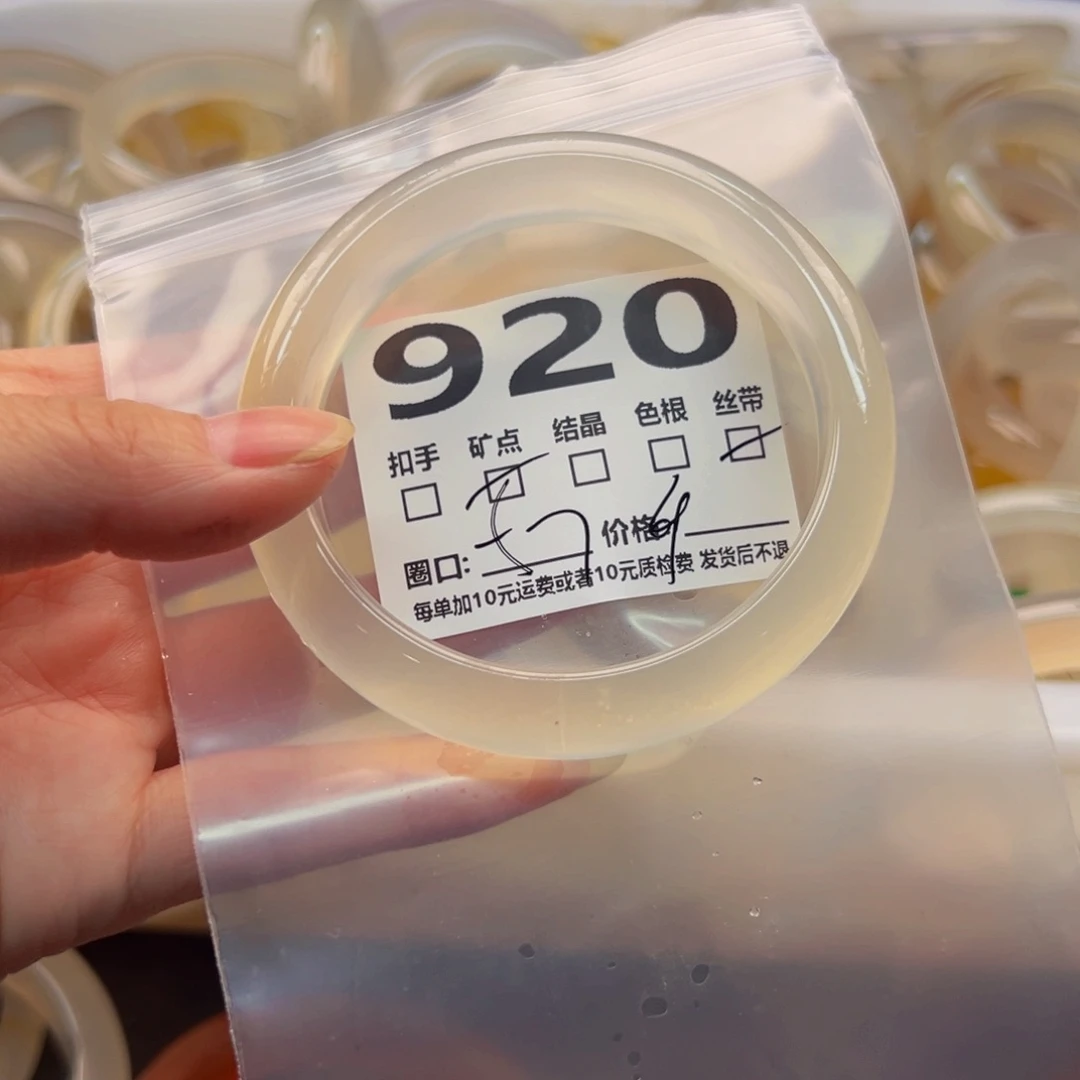 920
扣手 矿点 结晶 色根 丝带
圈口: 57 价格
每单加10元运费或者10元质检费 发货后不退